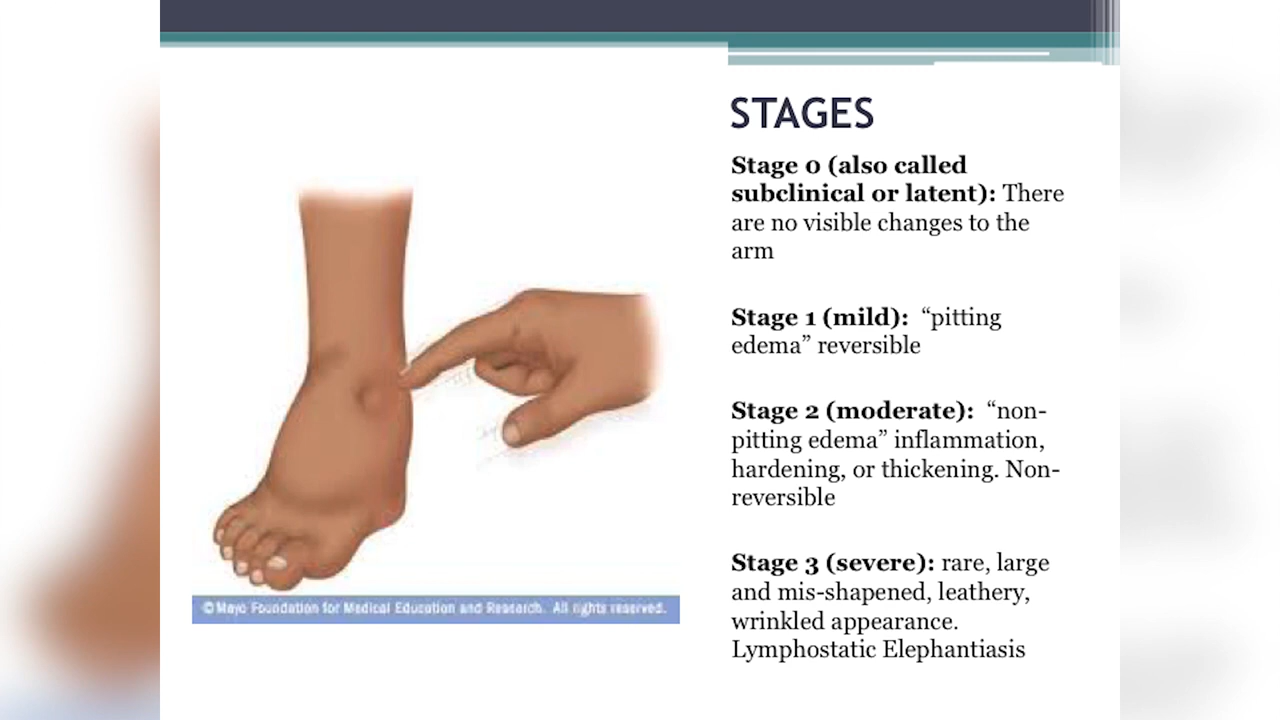 STAGES
Stage 0 (also called
subclinical or latent): There
are no visible changes to the
arm
Stage 1 (mild):  “pitting
edema” reversible
Stage 2 (moderate):  “non-
pitting edema” inflammation,
hardening, or thickening. Non-
reversible
Stage 3 (severe): rare, large
and mis-shapened, leathery,
wrinkled appearance.
Lymphostatic Elephantiasis
©Mayo Foundation for Medical Education and Research. All rights reserved.